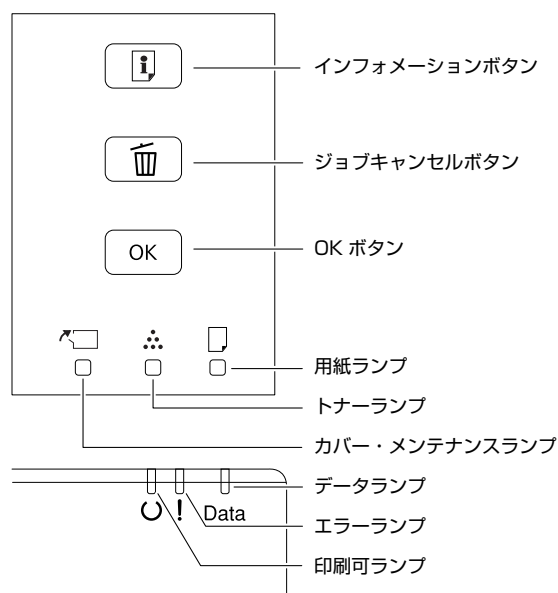 インフォメーションボタン
ジョブキャンセルボタン
OK
OK ボタン
用紙ランプ
トナーランプ
カバー・メンテナンスランプ
データランプ
! Data
エラーランプ
印刷可ランプ